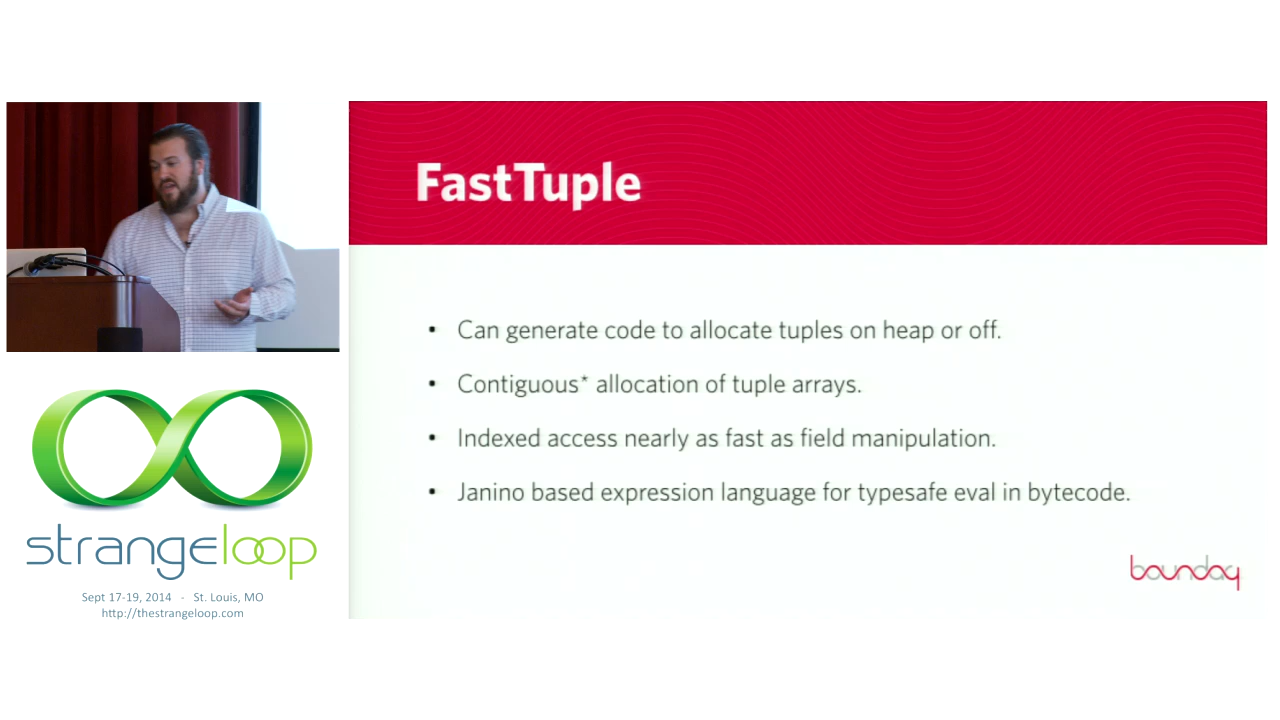 FastTuple
• Can generate code to allocate tuples on heap or off.
• Contiguous* allocation of tuple arrays.
• Indexed access nearly as fast as field manipulation.
• Janino based expression language for typesafe eval in bytecode.
boundary
strangeloop
Sept 17-19, 2014 - St. Louis, MO
http://thestrangeloop.com